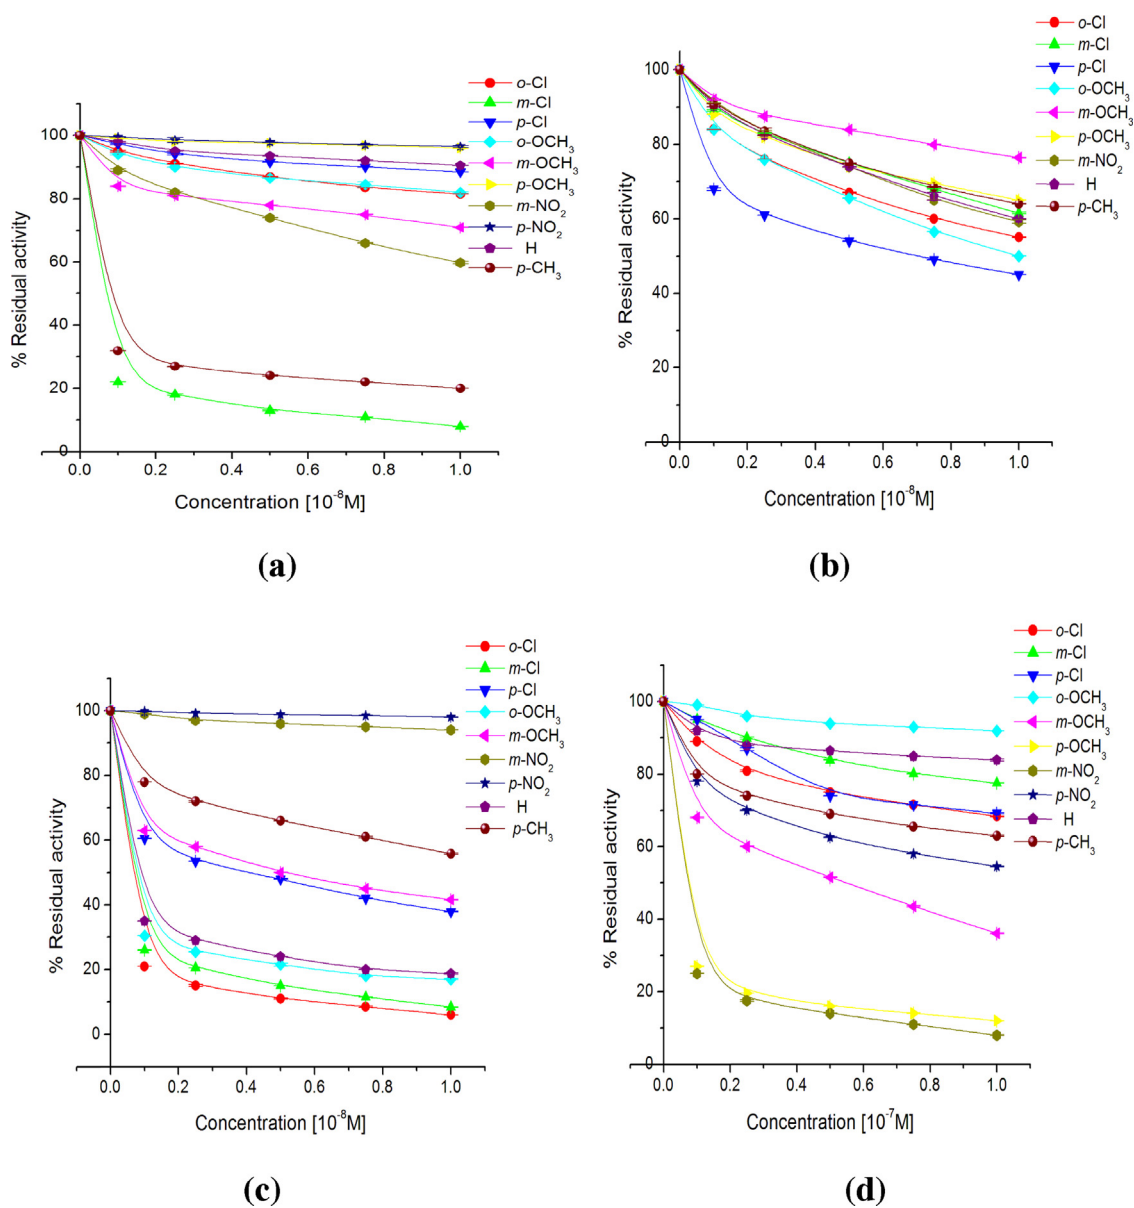 o-Cl
m-Cl
p-Cl
o-OCH₃
m-OCH₃
p-OCH₃
m-NO₂
p-NO₂
H
p-CH₃
% Residual activity
100
80
60
40
20
0
0.0 0.2 0.4 0.6 0.8 1.0
Concentration [10⁻⁸M]
(a)
o-Cl
m-Cl
p-Cl
o-OCH₃
m-OCH₃
p-OCH₃
m-NO₂
H
p-CH₃
% Residual activity
100
80
60
40
20
0
0.0 0.2 0.4 0.6 0.8 1.0
Concentration [10⁻⁸M]
(b)
o-Cl
m-Cl
p-Cl
o-OCH₃
m-OCH₃
m-NO₂
p-NO₂
H
p-CH₃
% Residual activity
100
80
60
40
20
0
0.0 0.2 0.4 0.6 0.8 1.0
Concentration [10⁻⁸M]
(c)
o-Cl
m-Cl
p-Cl
o-OCH₃
m-OCH₃
p-OCH₃
m-NO₂
p-NO₂
H
p-CH₃
% Residual activity
100
80
60
40
20
0
0.0 0.2 0.4 0.6 0.8 1.0
Concentration [10⁻⁷M]
(d)